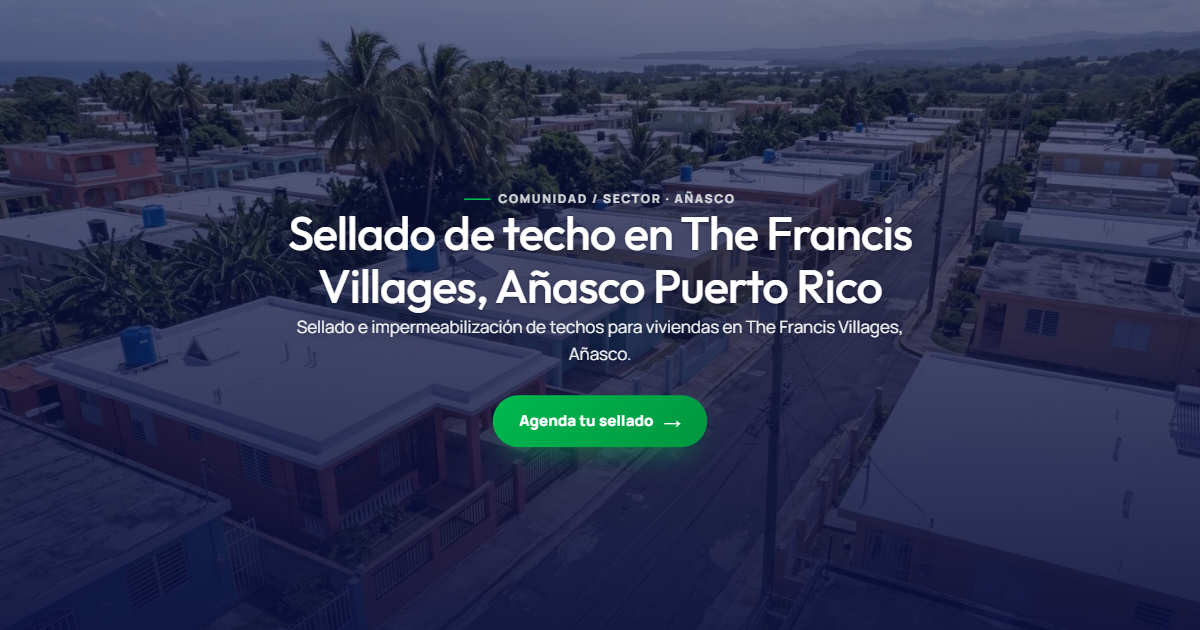 COMUNIDAD / SECTOR · AÑASCO
Sellado de techo en The Francis
Villages, Añasco Puerto Rico
Sellado e impermeabilización de techos para viviendas en The Francis Villages,
Añasco.
Agenda tu sellado →